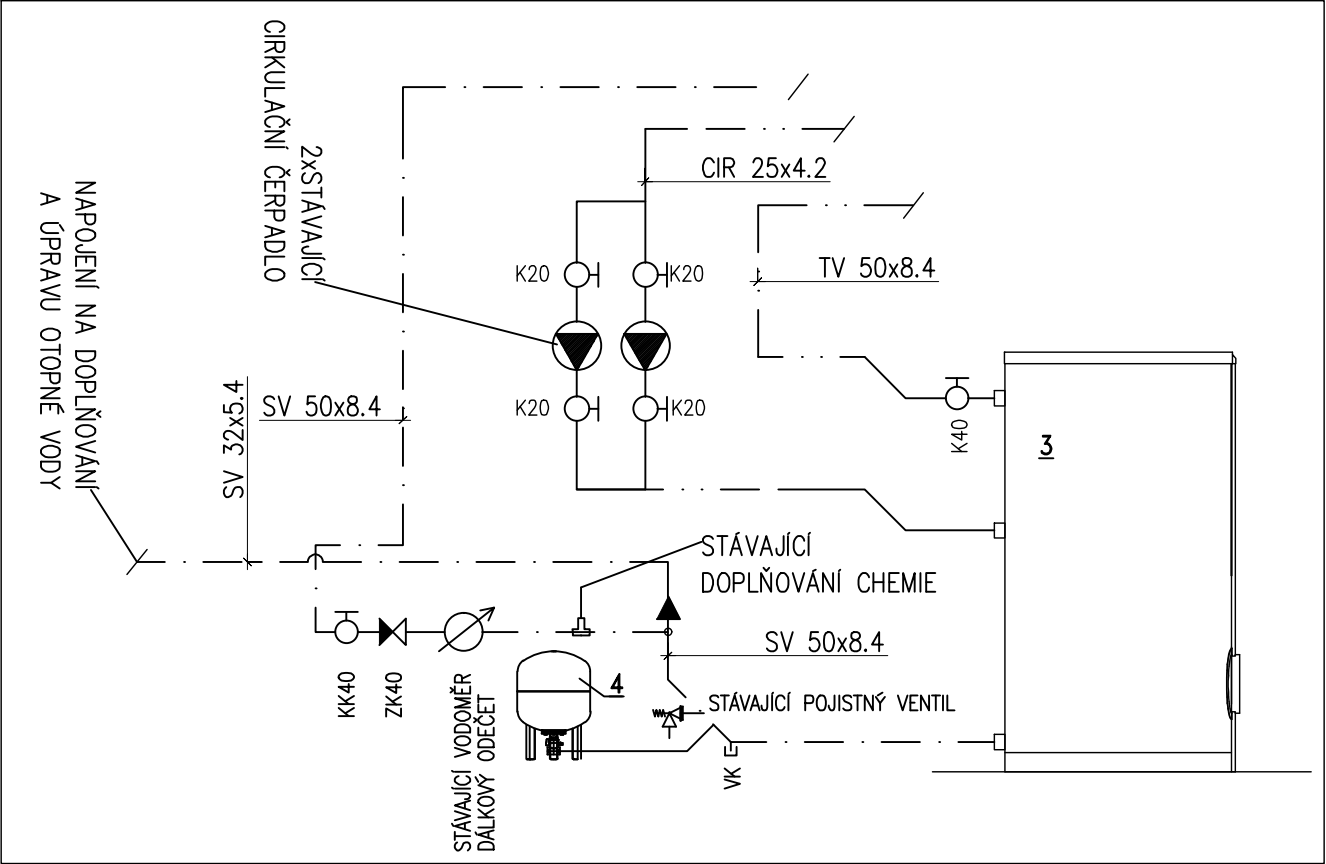 CIRKULAČNÍ ČERPADLO
2xSTÁVAJÍCÍ
NAPOJENÍ NA DOPLŇOVÁNÍ
A ÚPRAVU OTOPNÉ VODY
CIR 25x4.2
TV 50x8.4
K20
K20
K20
K20
K40
3
SV 50x8.4
SV 32x5.4
STÁVAJÍCÍ
DOPLŇOVÁNÍ CHEMIE
SV 50x8.4
4
STÁVAJÍCÍ POJISTNÝ VENTIL
KK40
ZK40
STÁVAJÍCÍ VODOMĚR
DÁLKOVÝ ODEČET
VK